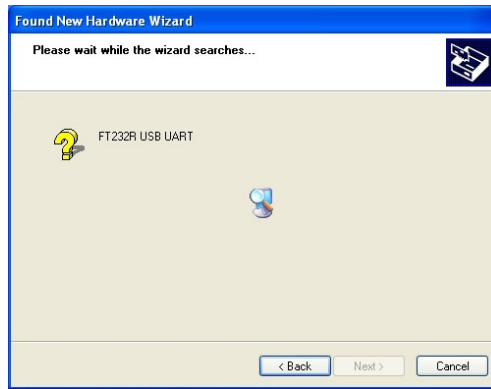 Found New Hardware Wizard
Please wait while the wizard searches...
FT232R USB UART
< Back
Next >
Cancel